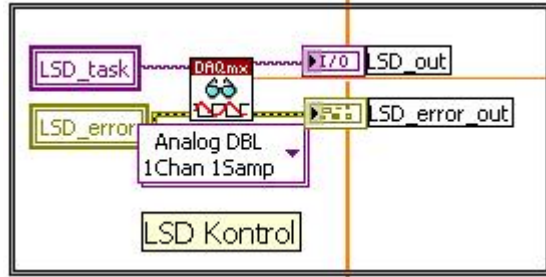 LSD_task
DAQmx
I/O
LSD_out
LSD_error
LSD_error_out
Analog DBL
1Chan 1Samp
LSD Kontrol